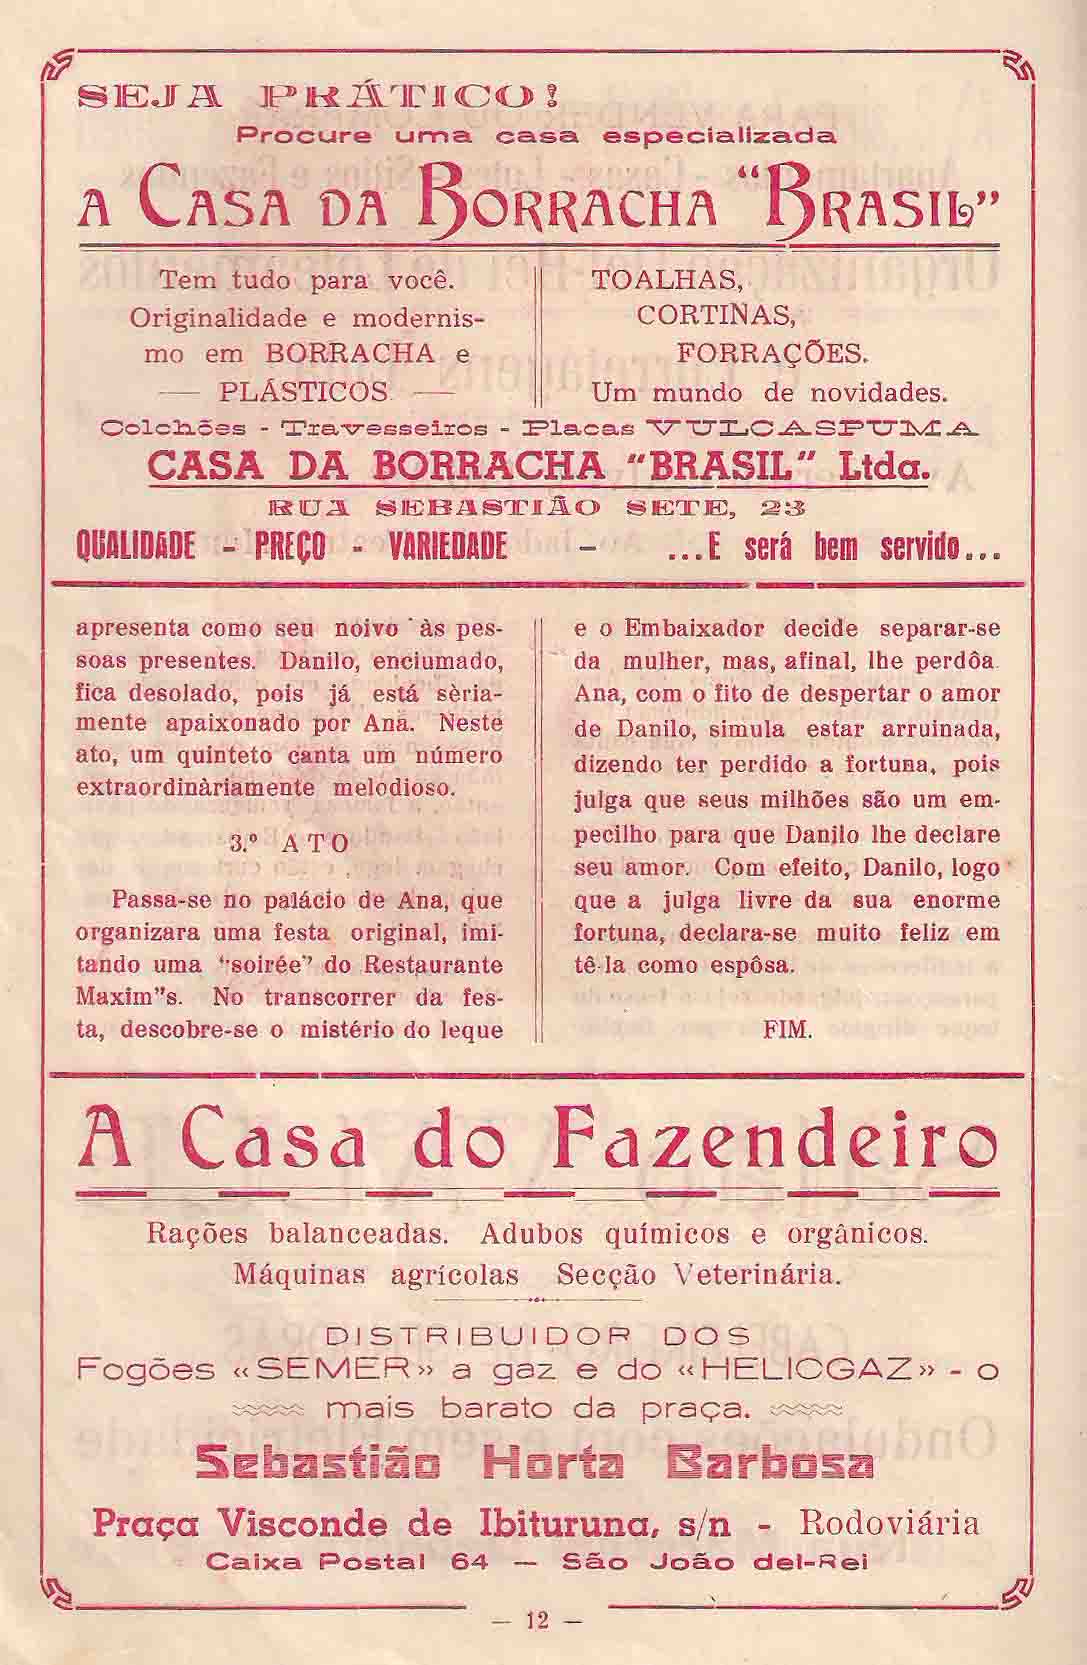 SEJA PRÁTICO!
Procure uma casa especializada
A CASA DA BORRACHA “BRASIL”
Tem tudo para você.
Originalidade e modernis-
mo em BORRACHA e
— PLÁSTICOS —
TOALHAS,
CORTINAS,
FORRAÇÕES.
Um mundo de novidades.
Colchões - Travesseiros - Placas VULCASPUMA
CASA DA BORRACHA "BRASIL" Ltda.
RUA SEBASTIÃO SETE, 23
QUALIDADE - PREÇO - VARIEDADE - ...E será bem servido...
apresenta como seu noivo às pes-
soas presentes. Danilo, enciumado,
fica desolado, pois já está sèria-
mente apaixonado por Ana. Neste
ato, um quinteto canta um número
extraordinàriamente melodioso.
3.º ATO
Passa-se no palácio de Ana, que
organizara uma festa original, imi-
tando uma “soirée” do Restaurante
Maxim"s. No transcorrer da fes-
ta, descobre-se o mistério do leque
e o Embaixador decide separar-se
da mulher, mas, afinal, lhe perdôa.
Ana, com o fito de despertar o amor
de Danilo, simula estar arruinada,
dizendo ter perdido a fortuna, pois
julga que seus milhões são um em-
pecilho para que Danilo lhe declare
seu amor. Com efeito, Danilo, logo
que a julga livre da sua enorme
fortuna, declara-se muito feliz em
tê-la como espôsa.
FIM.
A Casa do Fazendeiro
Rações balanceadas. Adubos químicos e orgânicos.
Máquinas agrícolas Secção Veterinária.
DISTRIBUIDOR DOS
Fogões «SEMER» a gaz e do «HELIOGAZ» - o
mais barato da praça.
Sebastião Horta Barbosa
Praça Visconde de Ibituruna, s/n - Rodoviária
Caixa Postal 64 — São João del-Rei
— 12 —